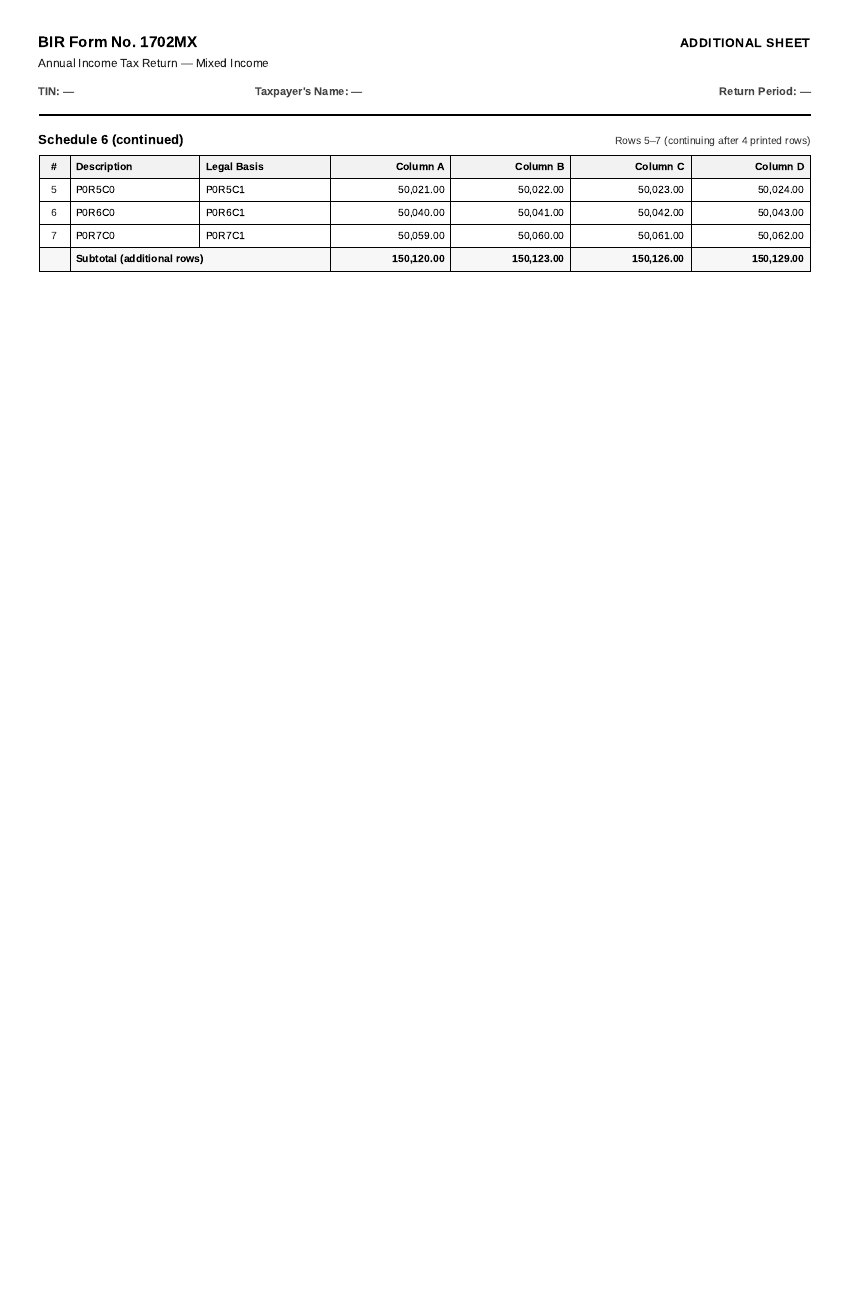 BIR Form No. 1702MX ADDITIONAL SHEET
Annual Income Tax Return — Mixed Income
TIN: — Taxpayer's Name: — Return Period: —
Schedule 6 (continued) Rows 5–7 (continuing after 4 printed rows)
# Description Legal Basis Column A Column B Column C Column D
5 P0R5C0 P0R5C1 50,021.00 50,022.00 50,023.00 50,024.00
6 P0R6C0 P0R6C1 50,040.00 50,041.00 50,042.00 50,043.00
7 P0R7C0 P0R7C1 50,059.00 50,060.00 50,061.00 50,062.00
Subtotal (additional rows) 150,120.00 150,123.00 150,126.00 150,129.00